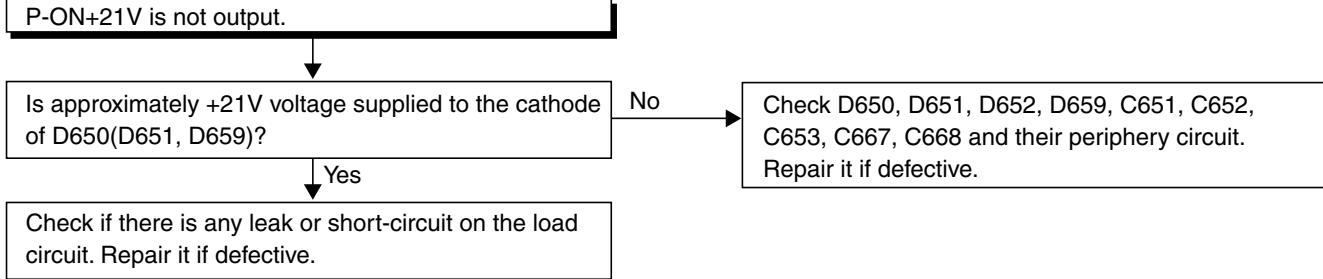 P-ON+21V is not output.
Is approximately +21V voltage supplied to the cathode
of D650(D651, D659)?
No
Check D650, D651, D652, D659, C651, C652,
C653, C667, C668 and their periphery circuit.
Repair it if defective.
Yes
Check if there is any leak or short-circuit on the load
circuit. Repair it if defective.